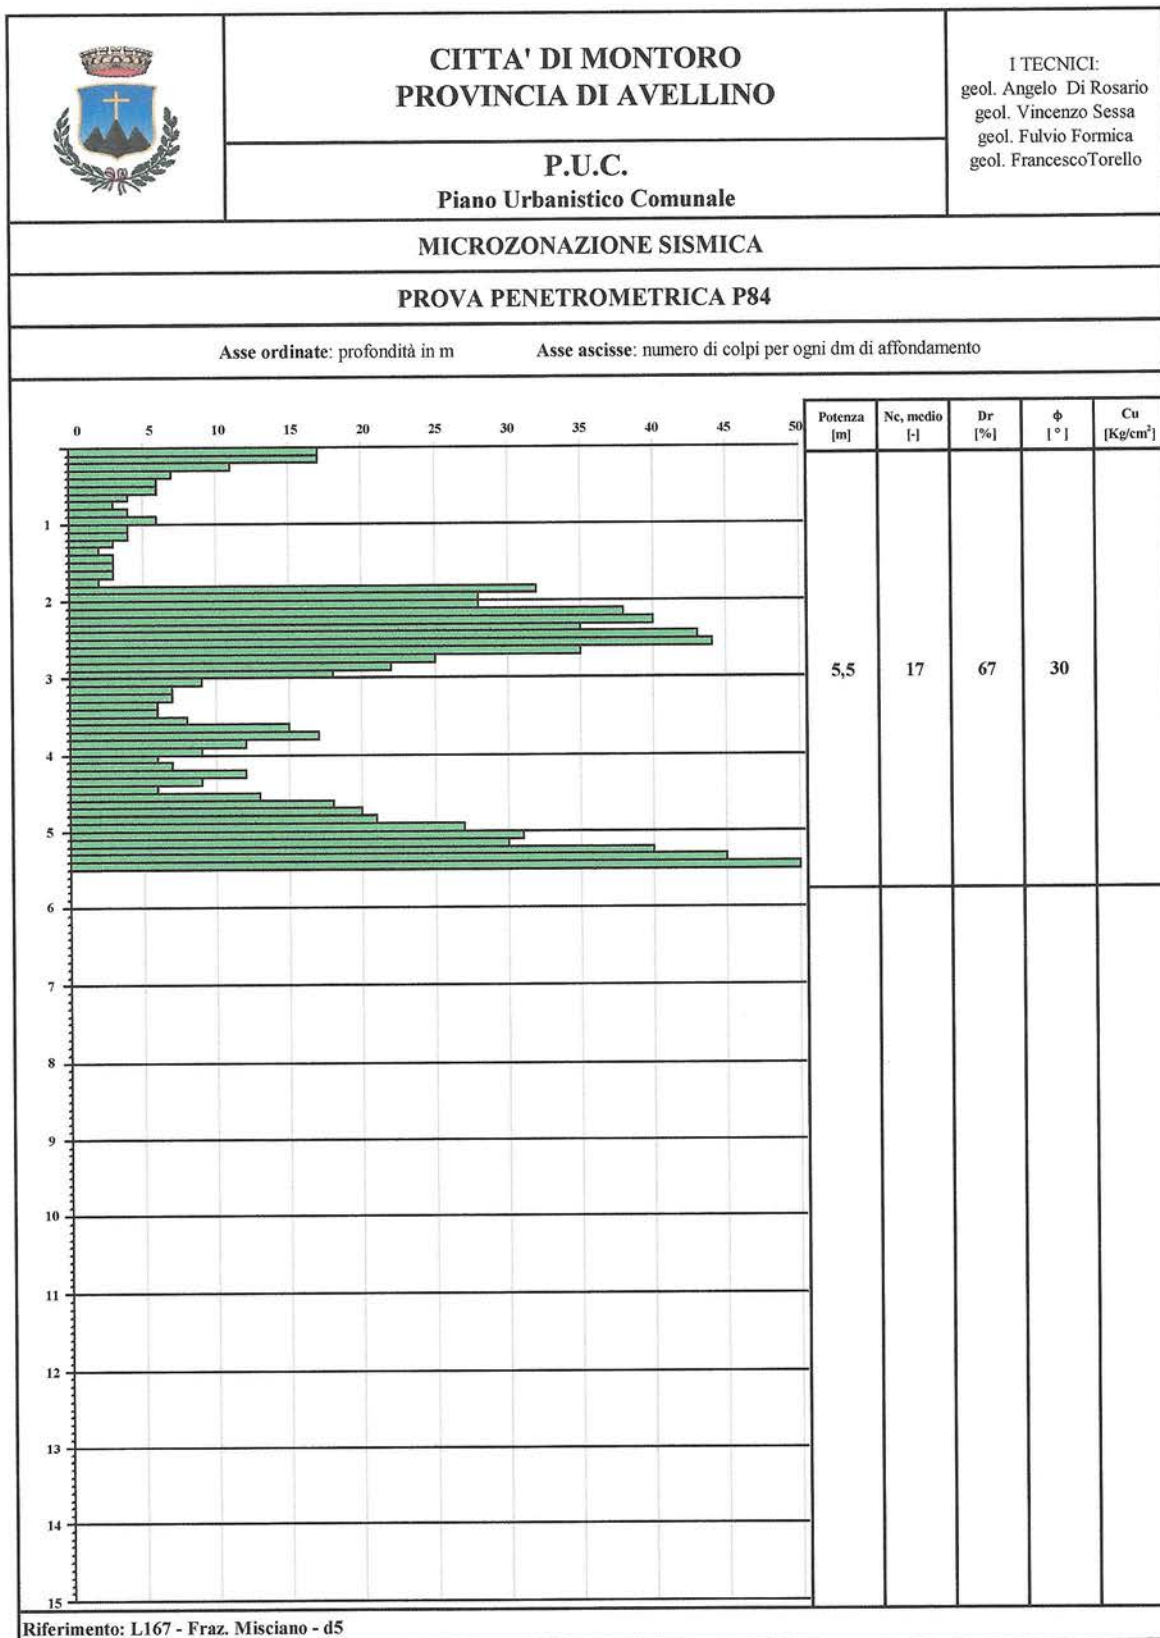 CITTA' DI MONTORO
PROVINCIA DI AVELLINO
P.U.C.
Piano Urbanistico Comunale
I TECNICI:
geol. Angelo Di Rosario
geol. Vincenzo Sessa
geol. Fulvio Formica
geol. FrancescoTorello
MICROZONAZIONE SISMICA
PROVA PENETROMETRICA P84
Asse ordinate: profondità in m Asse ascisse: numero di colpi per ogni dm di affondamento
0 5 10 15 20 25 30 35 40 45 50
Potenza [m]
Nc, medio [-]
Dr [%]
ϕ [ ° ]
Cu [Kg/cm²]
1
2
3
5,5 17 67 30
4
5
6
7
8
9
10
11
12
13
14
15
Riferimento: L167 - Fraz. Misciano - d5